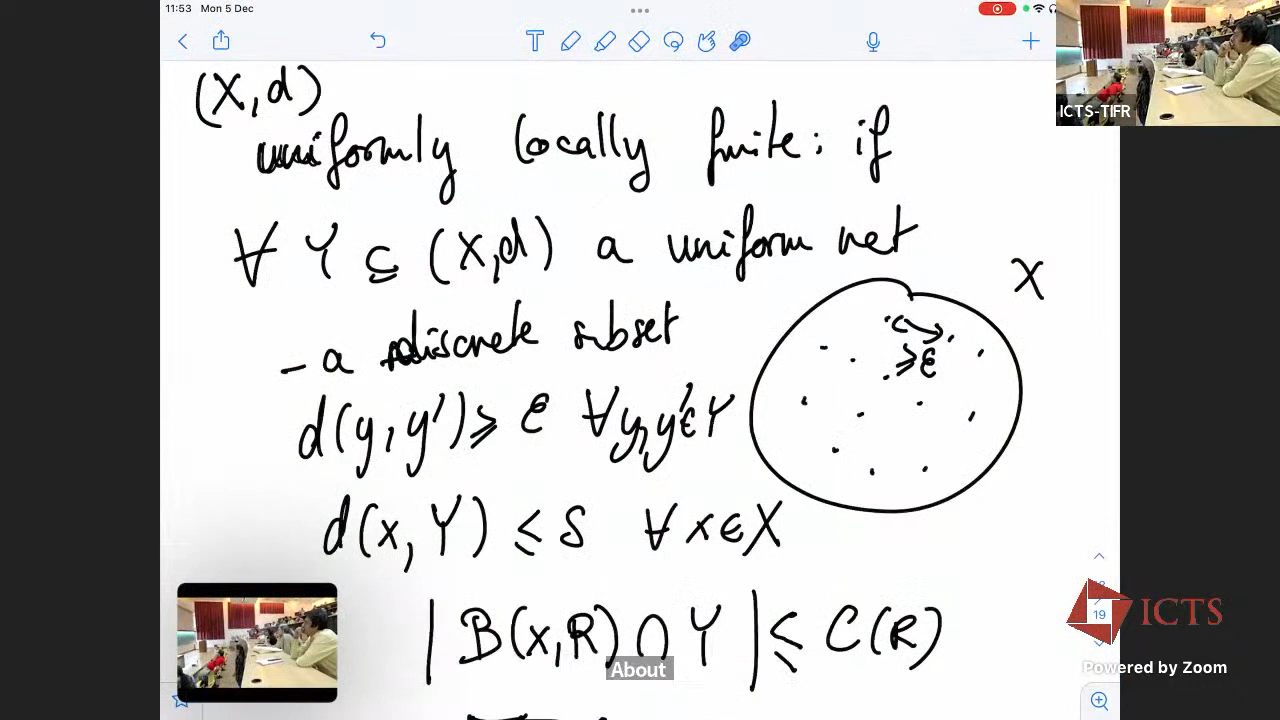 11:53 Mon 5 Dec
(X,d)
uniformly locally finite: if
∀ Y ⊆ (X,d) a uniform net
X
- a discrete subset
≥ε
d(y,y')≥ ε ∀y,y'∈Y
d(x,Y) ≤ δ ∀ x∈X
|B(x,R)∩Y| ≤ C(R)
19
About
ICTS-TIFR
ICTS
Powered by Zoom